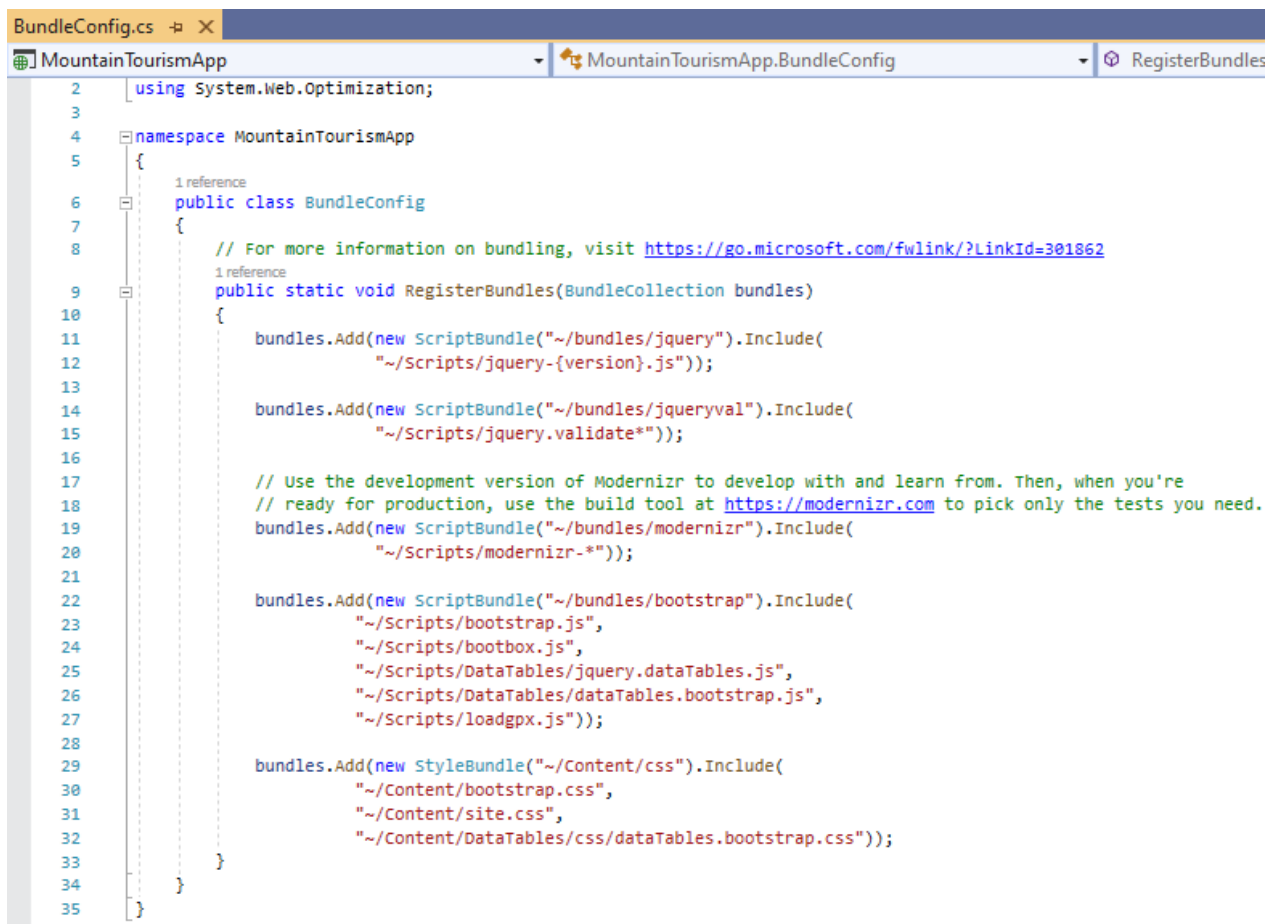 BundleConfig.cs
MountainTourismApp MountainTourismApp.BundleConfig RegisterBundles
2 using System.Web.Optimization;
3
4 namespace MountainTourismApp
5 {
1 reference
6 public class BundleConfig
7 {
8 // For more information on bundling, visit https://go.microsoft.com/fwlink/?LinkId=301862
1 reference
9 public static void RegisterBundles(BundleCollection bundles)
10 {
11 bundles.Add(new ScriptBundle("~/bundles/jquery").Include(
12 "~/Scripts/jquery-{version}.js"));
13
14 bundles.Add(new ScriptBundle("~/bundles/jqueryval").Include(
15 "~/Scripts/jquery.validate*"));
16
17 // Use the development version of Modernizr to develop with and learn from. Then, when you're
18 // ready for production, use the build tool at https://modernizr.com to pick only the tests you need.
19 bundles.Add(new ScriptBundle("~/bundles/modernizr").Include(
20 "~/Scripts/modernizr-*"));
21
22 bundles.Add(new ScriptBundle("~/bundles/bootstrap").Include(
23 "~/Scripts/bootstrap.js",
24 "~/Scripts/bootbox.js",
25 "~/Scripts/DataTables/jquery.dataTables.js",
26 "~/Scripts/DataTables/dataTables.bootstrap.js",
27 "~/Scripts/loadgpx.js"));
28
29 bundles.Add(new StyleBundle("~/Content/css").Include(
30 "~/Content/bootstrap.css",
31 "~/Content/site.css",
32 "~/Content/DataTables/css/dataTables.bootstrap.css"));
33 }
34 }
35 }